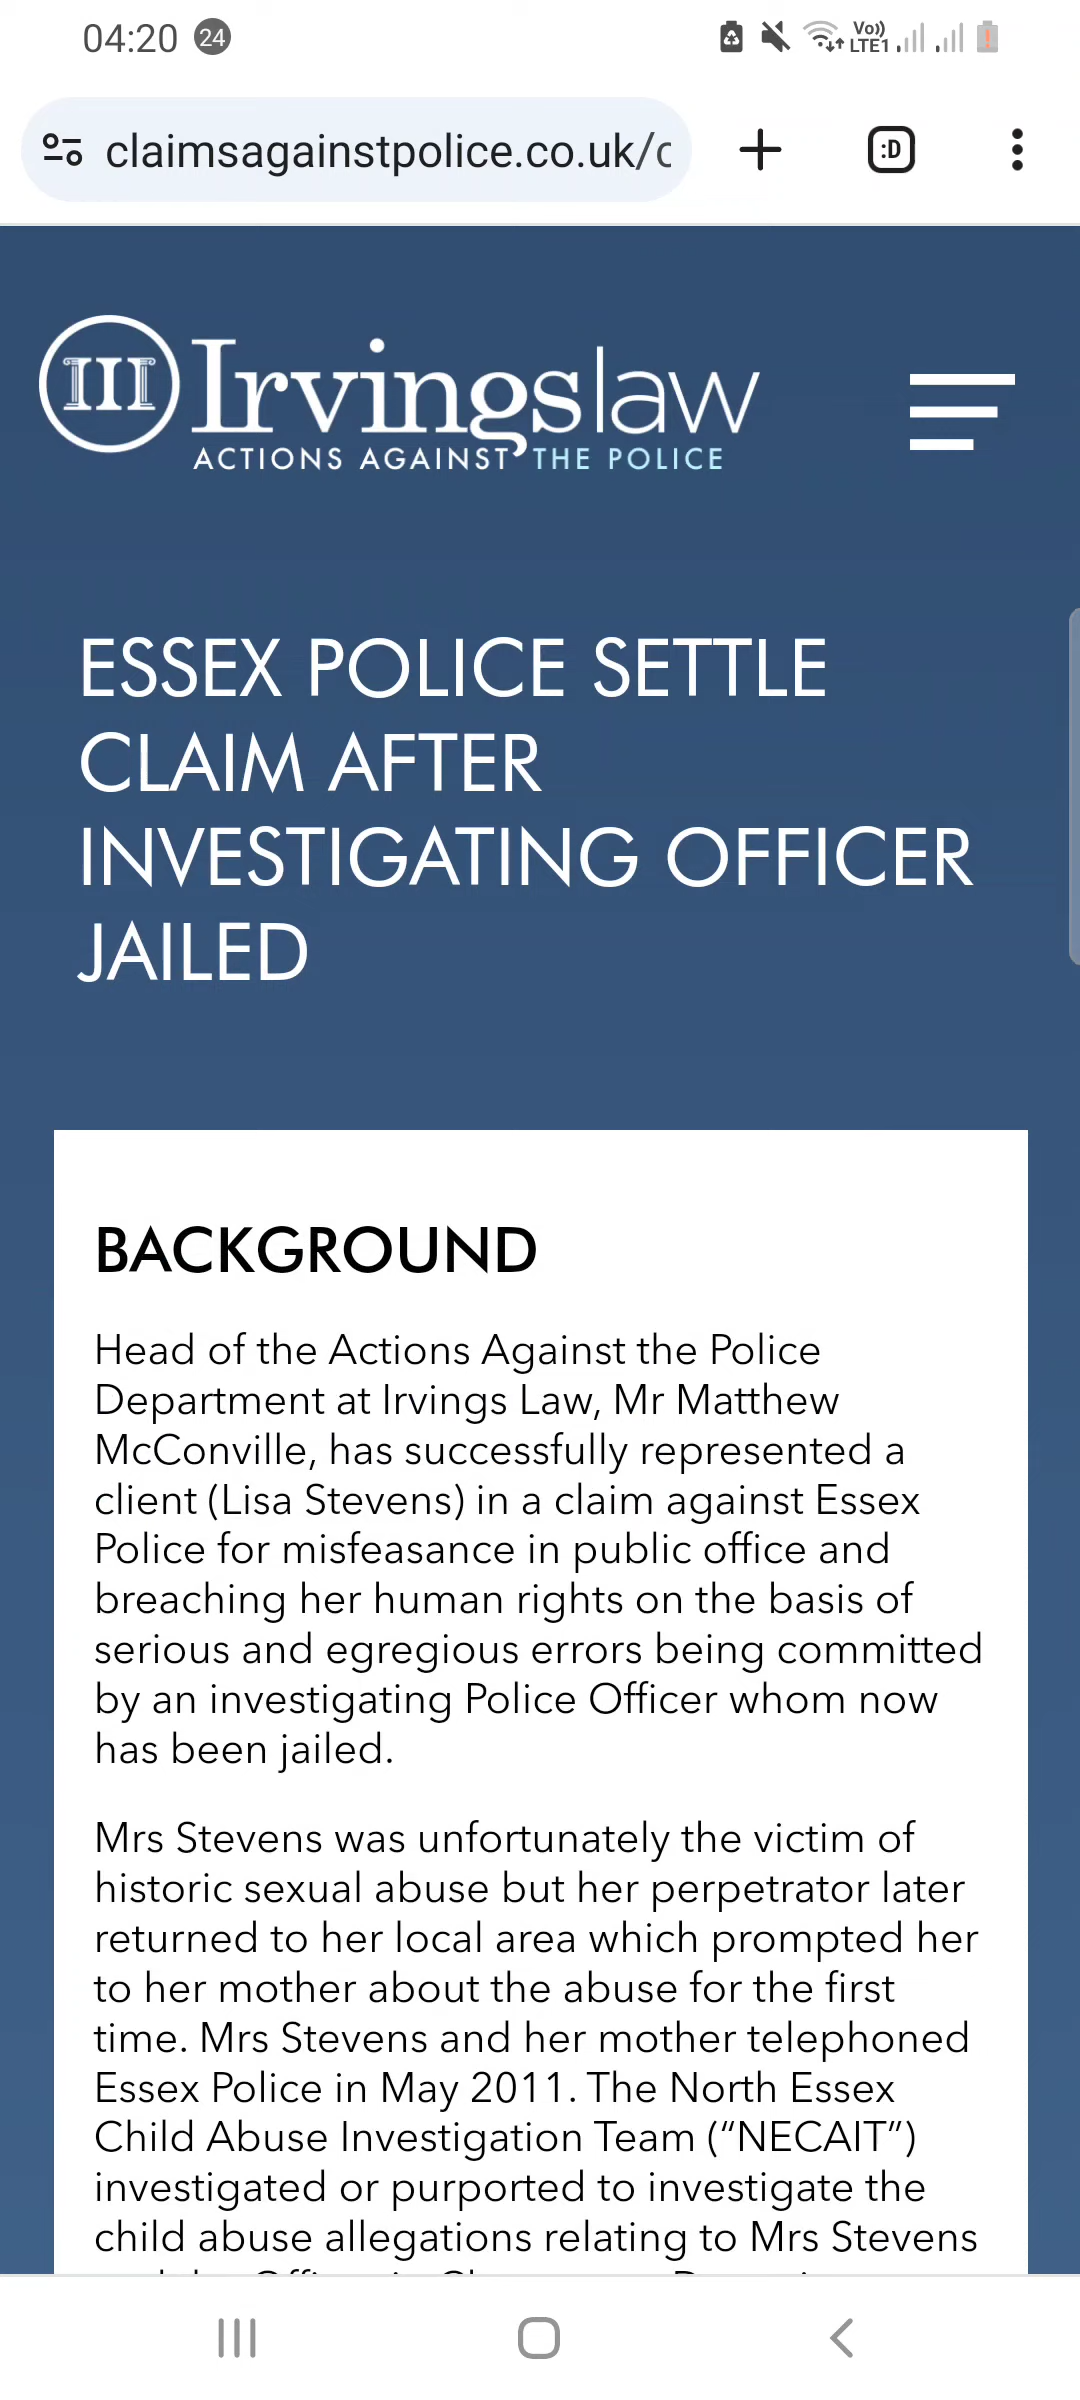 04:20 24 Vo)) LTE1
claimsagainstpolice.co.uk/c :D
III Irvingslaw
ACTIONS AGAINST THE POLICE
ESSEX POLICE SETTLE
CLAIM AFTER
INVESTIGATING OFFICER
JAILED
BACKGROUND
Head of the Actions Against the Police
Department at Irvings Law, Mr Matthew
McConville, has successfully represented a
client (Lisa Stevens) in a claim against Essex
Police for misfeasance in public office and
breaching her human rights on the basis of
serious and egregious errors being committed
by an investigating Police Officer whom now
has been jailed.
Mrs Stevens was unfortunately the victim of
historic sexual abuse but her perpetrator later
returned to her local area which prompted her
to her mother about the abuse for the first
time. Mrs Stevens and her mother telephoned
Essex Police in May 2011. The North Essex
Child Abuse Investigation Team (“NECAIT”)
investigated or purported to investigate the
child abuse allegations relating to Mrs Stevens